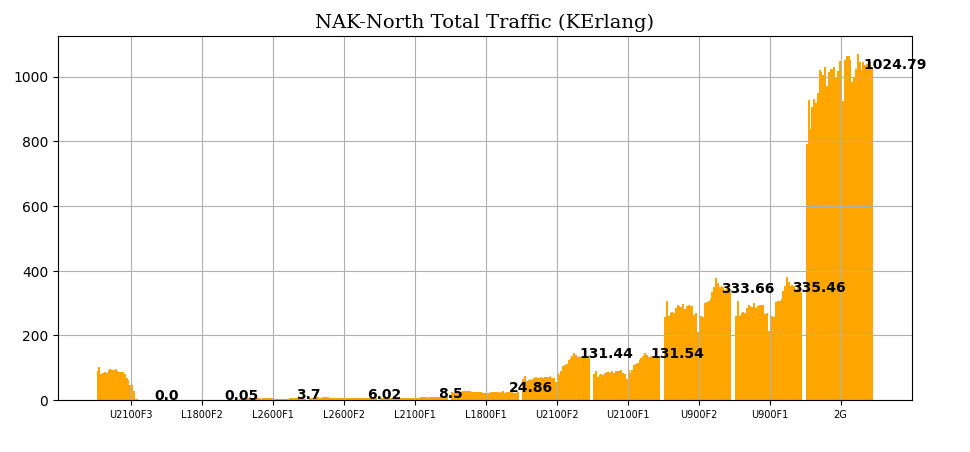 NAK-North Total Traffic (KErlang)
1000
800
600
400
200
0
1024.79
333.66
335.46
131.44
131.54
24.86
8.5
6.02
3.7
0.05
0.0
U2100F3
L1800F2
L2600F1
L2600F2
L2100F1
L1800F1
U2100F2
U2100F1
U900F2
U900F1
2G